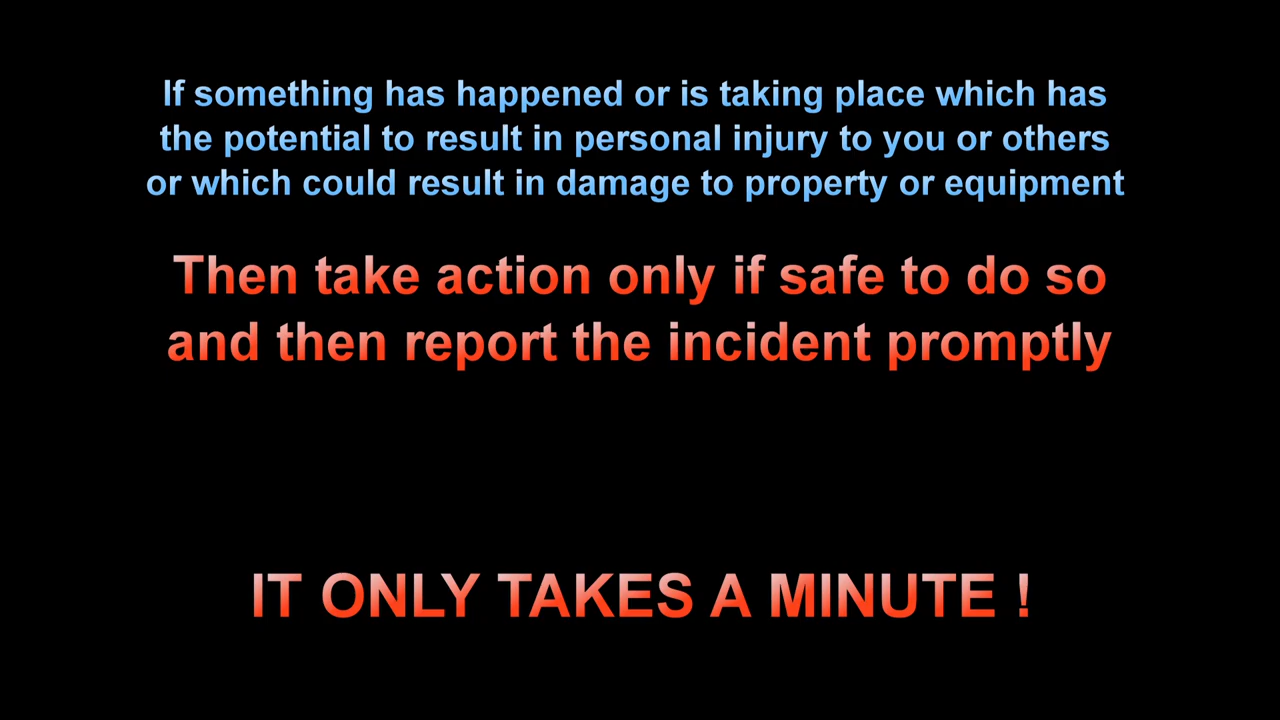 If something has happened or is taking place which has
the potential to result in personal injury to you or others
or which could result in damage to property or equipment
Then take action only if safe to do so
and then report the incident promptly
IT ONLY TAKES A MINUTE !